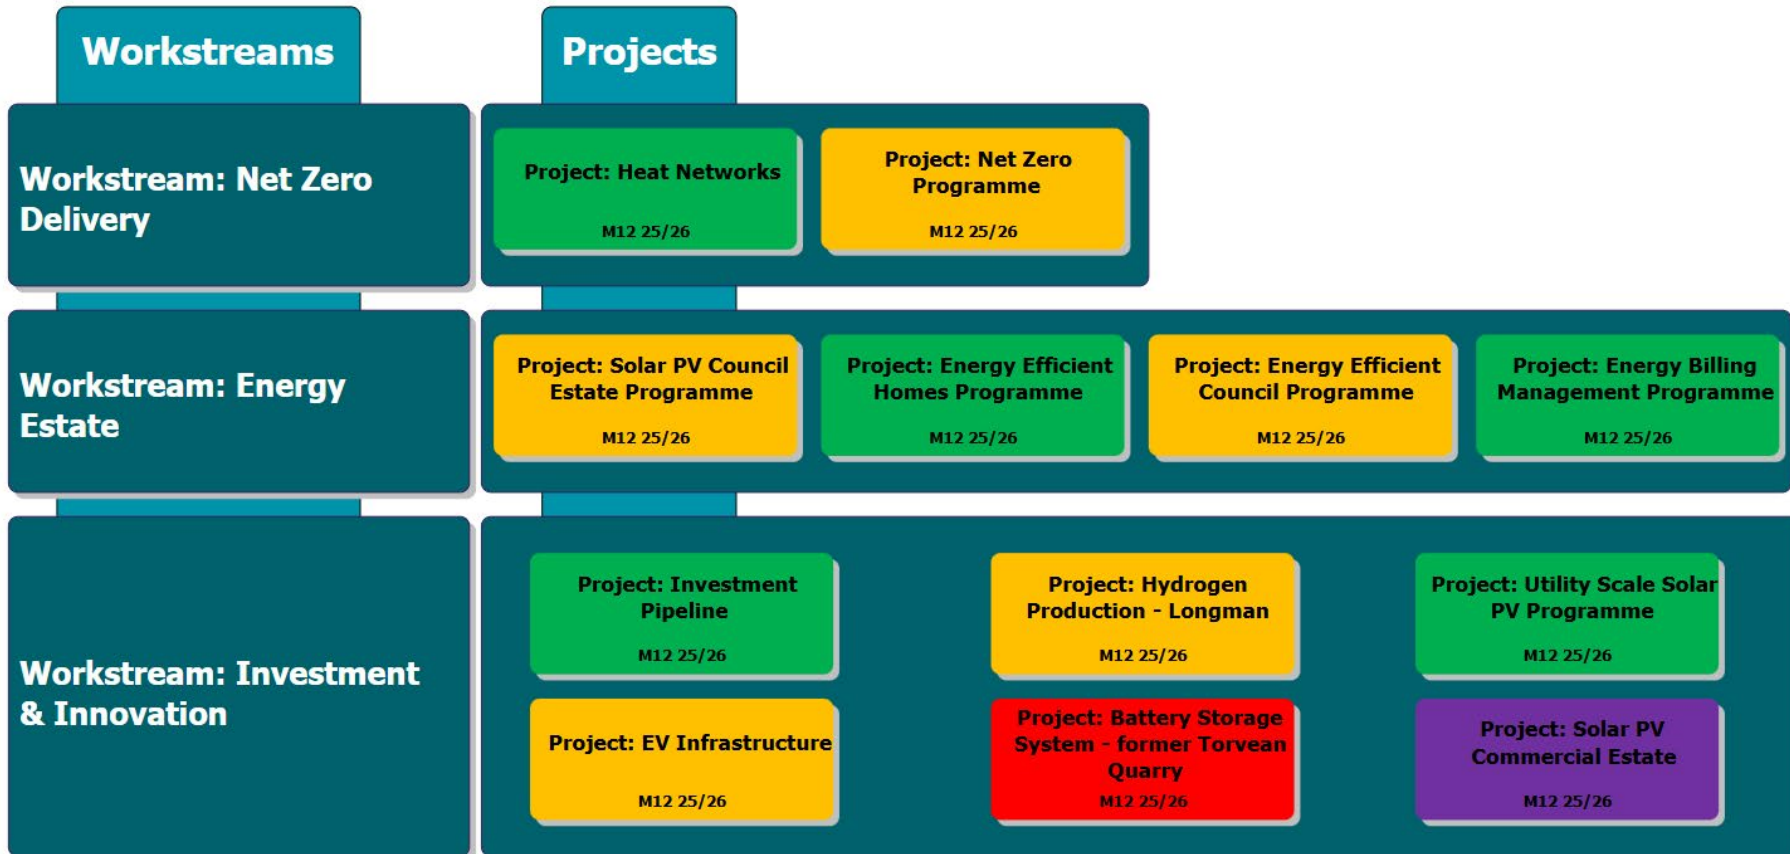 Workstreams
Projects
Workstream: Net Zero
Delivery
Project: Heat Networks
M12 25/26
Project: Net Zero
Programme
M12 25/26
Workstream: Energy
Estate
Project: Solar PV Council
Estate Programme
M12 25/26
Project: Energy Efficient
Homes Programme
M12 25/26
Project: Energy Efficient
Council Programme
M12 25/26
Project: Energy Billing
Management Programme
M12 25/26
Workstream: Investment
& Innovation
Project: Investment
Pipeline
M12 25/26
Project: Hydrogen
Production - Longman
M12 25/26
Project: Utility Scale Solar
PV Programme
M12 25/26
Project: EV Infrastructure
M12 25/26
Project: Battery Storage
System - former Torvean
Quarry
M12 25/26
Project: Solar PV
Commercial Estate
M12 25/26